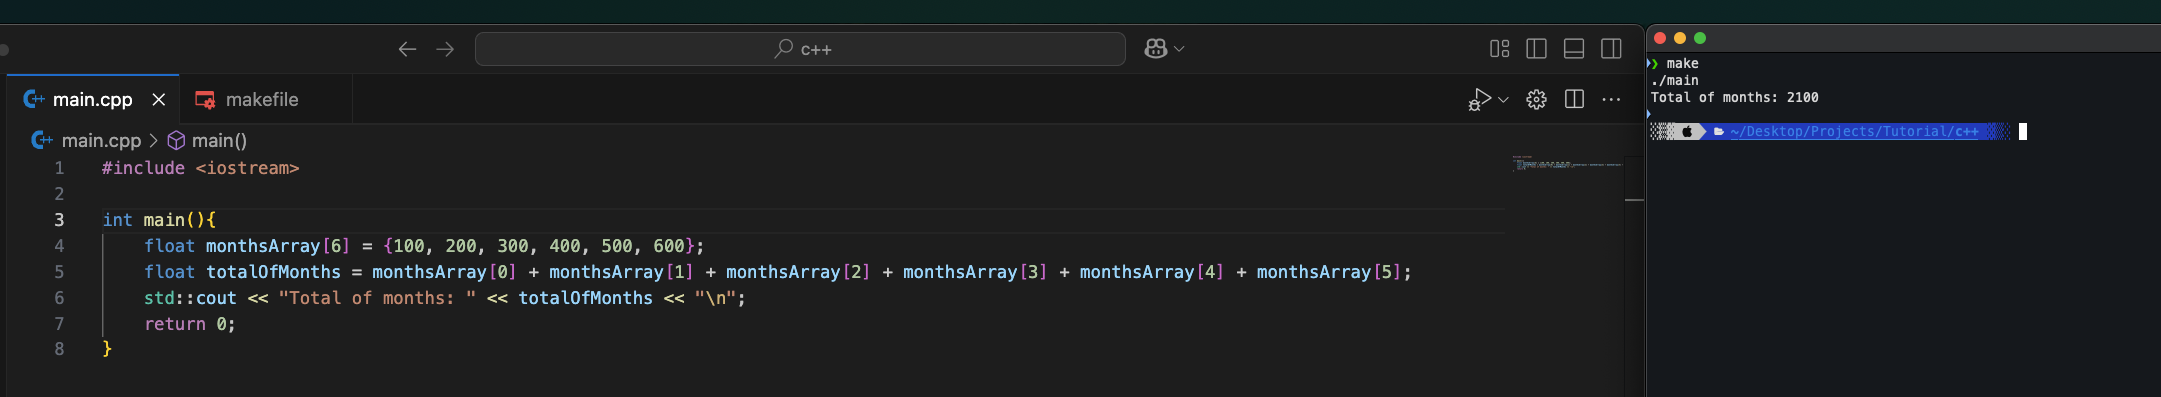 c++
main.cpp makefile
main.cpp > main()
1 #include <iostream>
2
3 int main(){
4 float monthsArray[6] = {100, 200, 300, 400, 500, 600};
5 float totalOfMonths = monthsArray[0] + monthsArray[1] + monthsArray[2] + monthsArray[3] + monthsArray[4] + monthsArray[5];
6 std::cout << "Total of months: " << totalOfMonths << "\n";
7 return 0;
8 }
❯ make
./main
Total of months: 2100
~/Desktop/Projects/Tutorial/c++